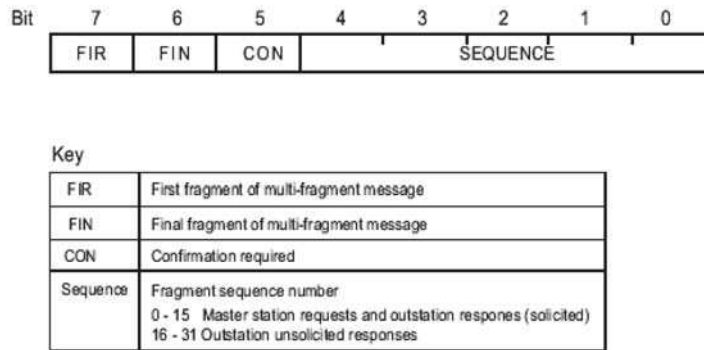 Bit 7 6 5 4 3 2 1 0
FIR FIN CON SEQUENCE
Key
FIR First fragment of multi-fragment message
FIN Final fragment of multi-fragment message
CON Confirmation required
Sequence Fragment sequence number
0 - 15 Master station requests and outstation respones (solicited)
16 - 31 Outstation unsolicited responses